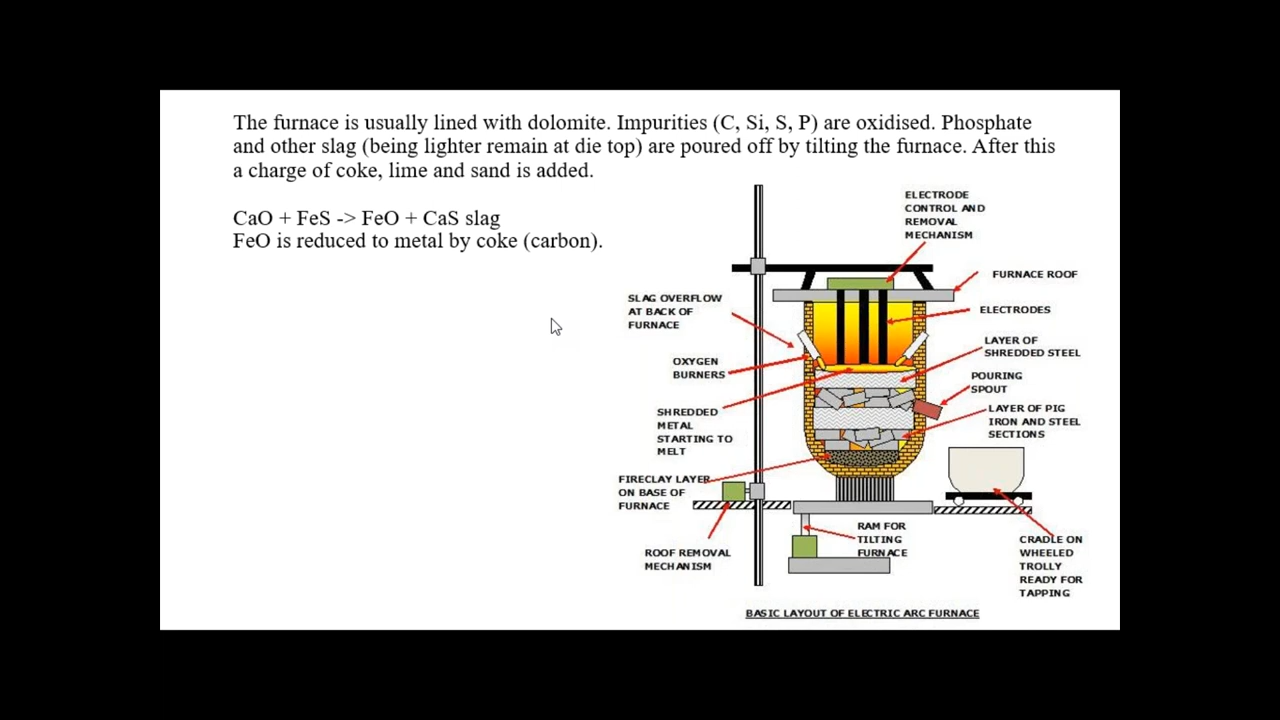 The furnace is usually lined with dolomite. Impurities (C, Si, S, P) are oxidised. Phosphate
and other slag (being lighter remain at die top) are poured off by tilting the furnace. After this
a charge of coke, lime and sand is added.
CaO + FeS -> FeO + CaS slag
FeO is reduced to metal by coke (carbon).
ELECTRODE
CONTROL AND
REMOVAL
MECHANISM
FURNACE ROOF
SLAG OVERFLOW
AT BACK OF
FURNACE
ELECTRODES
LAYER OF
SHREDDED STEEL
OXYGEN
BURNERS
POURING
SPOUT
SHREDDED
METAL
STARTING TO
MELT
LAYER OF PIG
IRON AND STEEL
SECTIONS
FIRECLAY LAYER
ON BASE OF
FURNACE
RAM FOR
TILTING
FURNACE
ROOF REMOVAL
MECHANISM
CRADLE ON
WHEELED
TROLLY
READY FOR
TAPPING
BASIC LAYOUT OF ELECTRIC ARC FURNACE